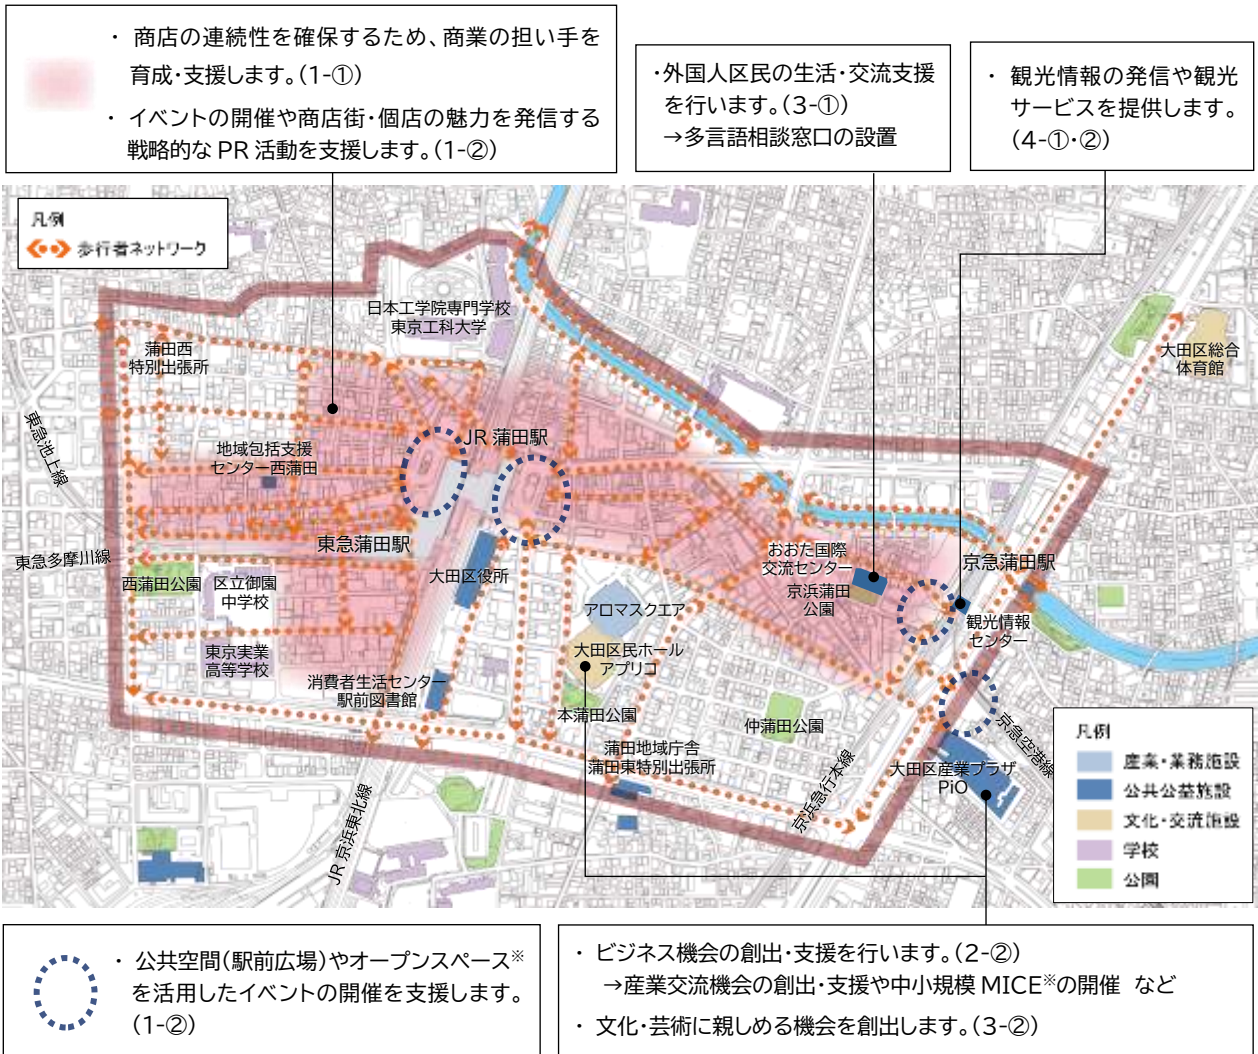 ・ 商店の連続性を確保するため、商業の担い手を
育成・支援します。(1-①)
・ イベントの開催や商店街・個店の魅力を発信する
戦略的な PR 活動を支援します。(1-②)
・外国人区民の生活・交流支援
を行います。(3-①)
→多言語相談窓口の設置
・ 観光情報の発信や観光
サービスを提供します。
(4-①・②)
凡例
歩行者ネットワーク
日本工学院専門学校
東京工科大学
蒲田西
特別出張所
大田区総合
体育館
東急池上線
地域包括支援
センター西蒲田
JR 蒲田駅
東急蒲田駅
東急多摩川線
西蒲田公園
区立御園
中学校
大田区役所
おおた国際
交流センター
京浜蒲田
公園
京急蒲田駅
観光情報
センター
アロマスクエア
東京実業
高等学校
大田区民ホール
アプリコ
消費者生活センター
駅前図書館
本蒲田公園
仲蒲田公園
蒲田地域庁舎
蒲田東特別出張所
京急空港線
大田区産業プラザ
PiO
京浜急行本線
JR 京浜東北線
凡例
産業・業務施設
公共公益施設
文化・交流施設
学校
公園
・ 公共空間(駅前広場)やオープンスペース※
を活用したイベントの開催を支援します。
(1-②)
・ ビジネス機会の創出・支援を行います。(2-②)
→産業交流機会の創出・支援や中小規模 MICE※の開催 など
・ 文化・芸術に親しめる機会を創出します。(3-②)